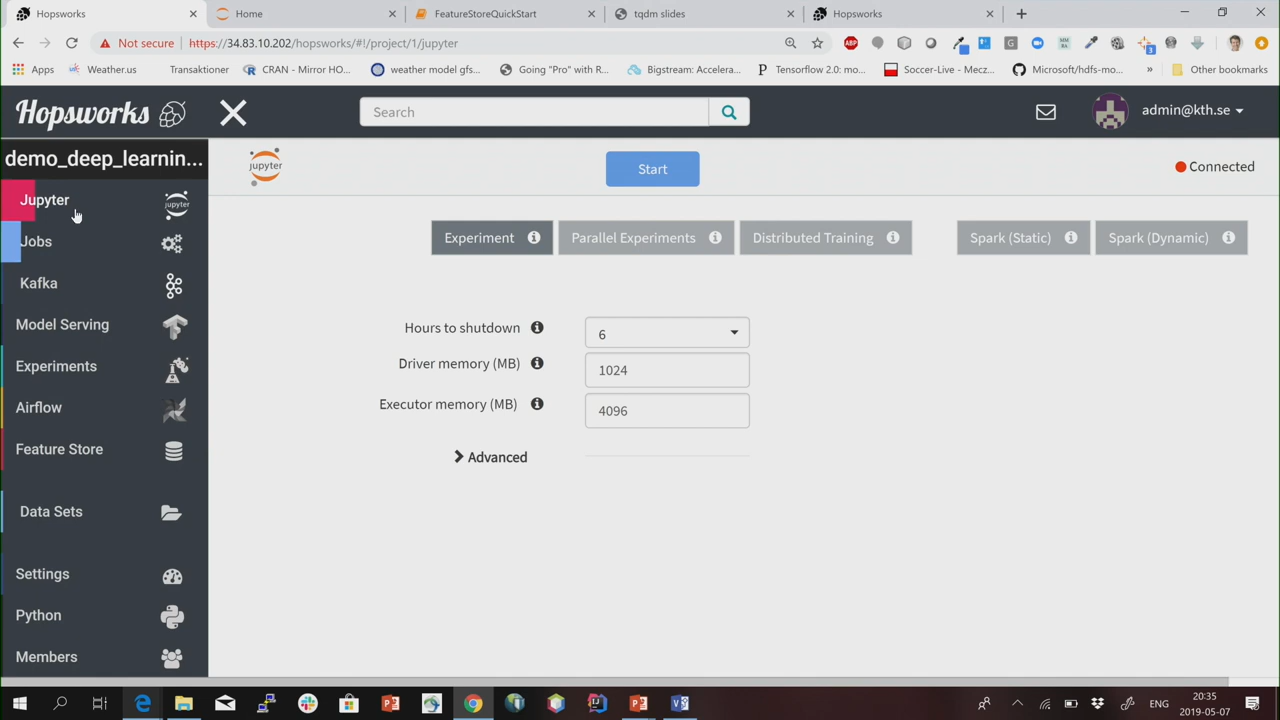 Hopsworks
Home
FeatureStoreQuickStart
tqdm slides
Hopsworks
Not secure
https://34.83.10.202/hopsworks/#!/project/1/jupyter
Apps
Weather.us
Transaktioner
CRAN - Mirror HO...
weather model gfs...
Going "Pro" with R...
Bigstream: Accelera...
Tensorflow 2.0: mo...
Soccer-Live - Mecz...
Microsoft/hdfs-mo...
»
Other bookmarks
Hopsworks
Search
admin@kth.se
demo_deep_learnin...
jupyter
Start
Connected
Jupyter
jupyter
Experiment
Parallel Experiments
Distributed Training
Spark (Static)
Spark (Dynamic)
Jobs
Kafka
Model Serving
Experiments
Airflow
Feature Store
Data Sets
Settings
Python
Members
Hours to shutdown
6
Driver memory (MB)
1024
Executor memory (MB)
4096
Advanced
ENG
20:35
2019-05-07